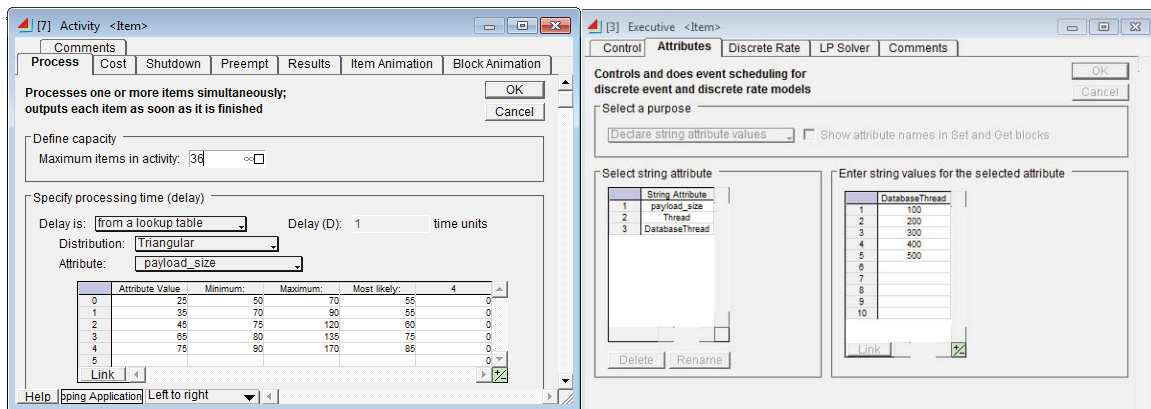 [7] Activity <Item>
Comments
Process Cost Shutdown Preempt Results Item Animation Block Animation
Processes one or more items simultaneously;
outputs each item as soon as it is finished
OK
Cancel
Define capacity
Maximum items in activity: 36
Specify processing time (delay)
Delay is: from a lookup table Delay (D): 1 time units
Distribution: Triangular
Attribute: payload_size
Attribute Value Minimum: Maximum: Most likely: 4
0 25 50 70 55 0
1 35 70 90 55 0
2 45 75 120 60 0
3 65 80 135 75 0
4 75 90 170 85 0
5 0
Link
Help pping Application Left to right
[3] Executive <Item>
Control Attributes Discrete Rate LP Solver Comments
Controls and does event scheduling for
discrete event and discrete rate models
OK
Cancel
Select a purpose
Declare string attribute values Show attribute names in Set and Get blocks
Select string attribute
String Attribute
1 payload_size
2 Thread
3 DatabaseThread
Delete Rename
Enter string values for the selected attribute
DatabaseThread
1 100
2 200
3 300
4 400
5 500
6
7
8
9
10
Link